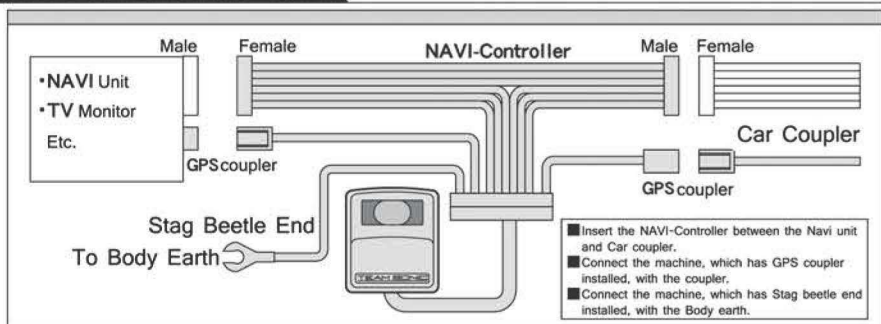 Male
Female
NAVI-Controller
Male
Female
・NAVI Unit
・TV Monitor
Etc.
GPS coupler
Car Coupler
GPS coupler
Stag Beetle End
To Body Earth
TEAM SONIC
■Insert the NAVI-Controller between the Navi unit
and Car coupler.
■Connect the machine, which has GPS coupler
installed, with the coupler.
■Connect the machine, which has Stag beetle end
installed, with the Body earth.